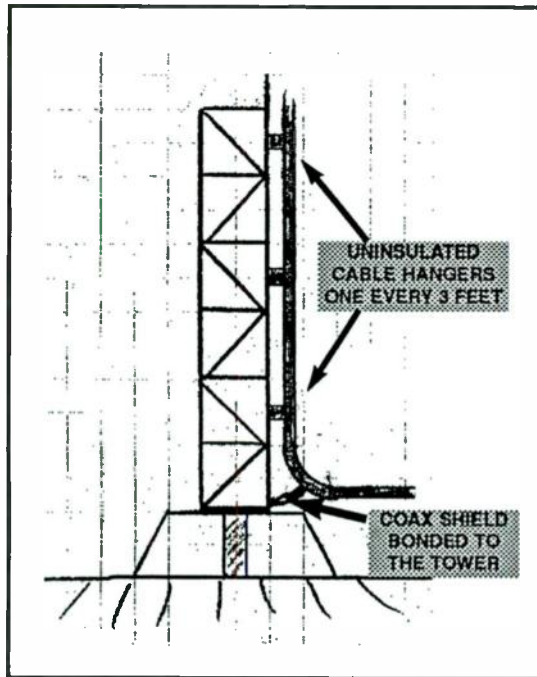 UNINSULATED
CABLE HANGERS
ONE EVERY 3 FEET
COAX SHIELD
BONDED TO
THE TOWER